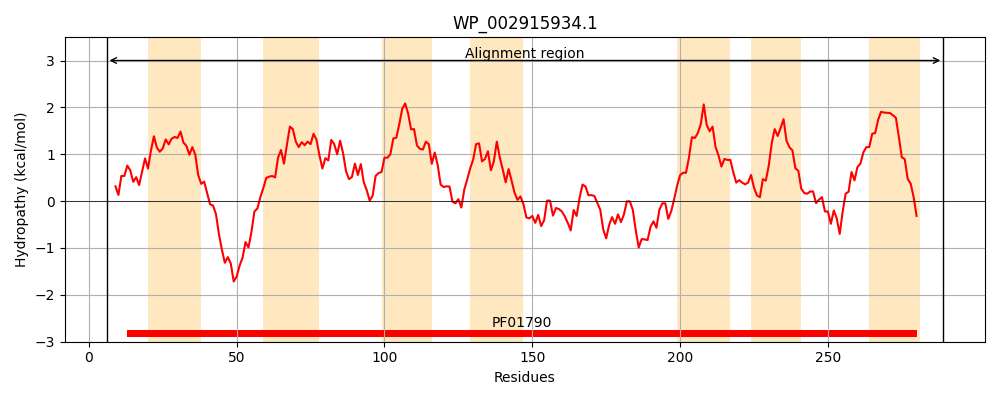 WP_002915934.1
Hydropathy (kcal/mol)
3
2
1
0
−1
−2
−3
Alignment region
PF01790
0 50 100 150 200 250
Residues